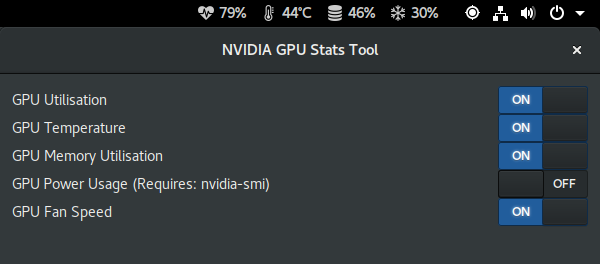 79% 44°C 46% 30%
NVIDIA GPU Stats Tool
GPU Utilisation ON
GPU Temperature ON
GPU Memory Utilisation ON
GPU Power Usage (Requires: nvidia-smi) OFF
GPU Fan Speed ON